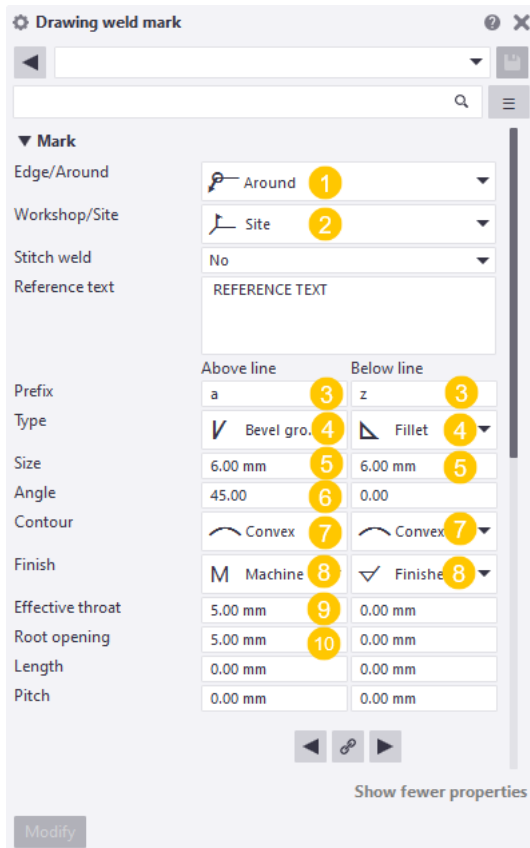 Drawing weld mark
Mark
Edge/Around Around 1
Workshop/Site Site 2
Stitch weld No
Reference text REFERENCE TEXT
Above line Below line
Prefix a 3 z 3
Type Bevel gro.. 4 Fillet 4
Size 6.00 mm 5 6.00 mm 5
Angle 45.00 6 0.00
Contour Convex 7 Convex 7
Finish M Machine 8 Finishe 8
Effective throat 5.00 mm 9 0.00 mm
Root opening 5.00 mm 10 0.00 mm
Length 0.00 mm 0.00 mm
Pitch 0.00 mm 0.00 mm
Show fewer properties
Modify